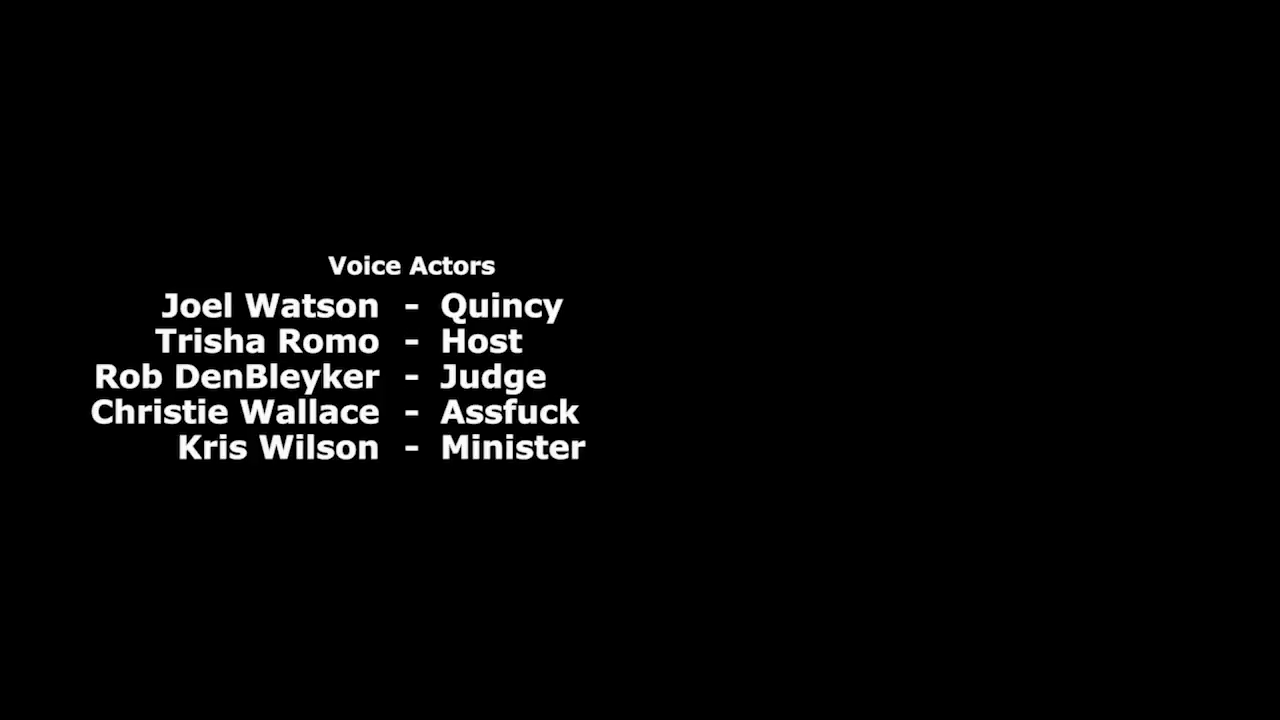 Voice Actors
Joel Watson - Quincy
Trisha Romo - Host
Rob DenBleyker - Judge
Christie Wallace - Assfuck
Kris Wilson - Minister